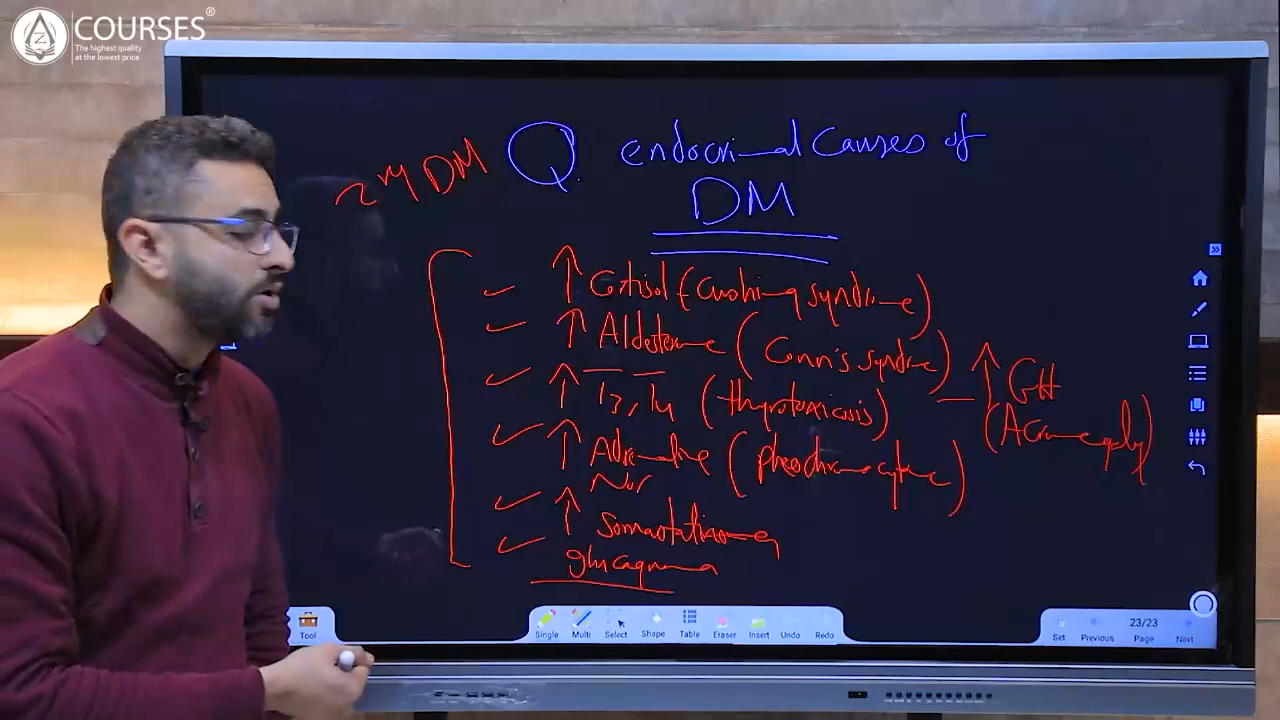 COURSES®
The highest quality
at the lowest price
2ry DM Q endocrinal causes of
DM
↑ Cortisol (Cushing syndrome)
↑ Aldosterone (Conn's syndrome)
↑ T3, T4 (thyrotoxicosis) — ↑ GH
(Acromegaly)
↑ Adrenaline (pheochromocytoma)
Nor
↑ Somatostatinoma
glucagonoma
Tool
Single Multi Select Shape Table Eraser Insert Undo Redo
Set Previous 23/23 Page Next